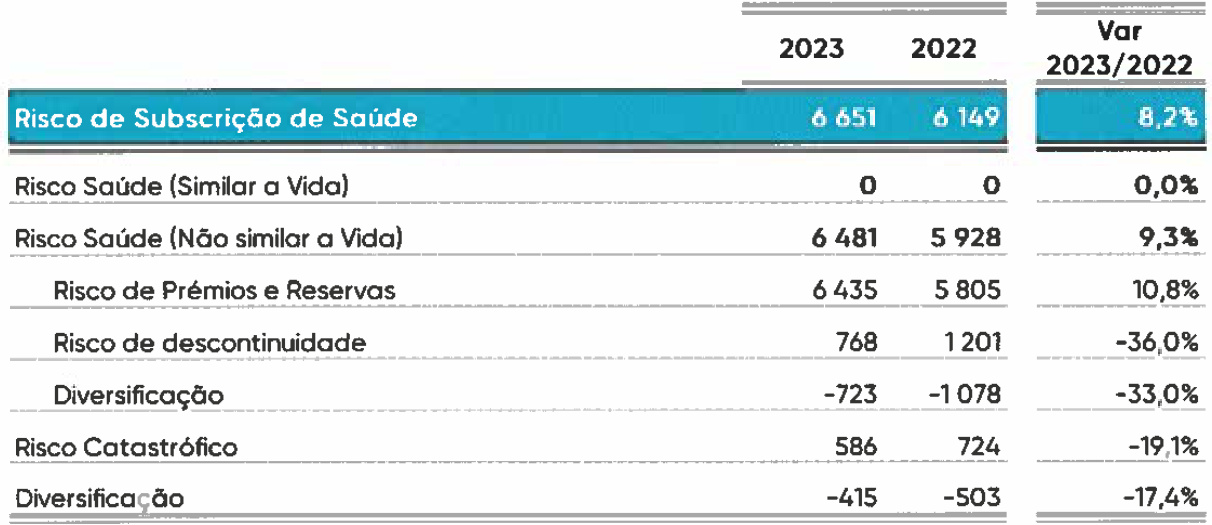 2023 2022 Var 2023/2022
Risco de Subscrição de Saúde 6 651 6 149 8,2%
Risco Saúde (Similar a Vida) 0 0 0,0%
Risco Saúde (Não similar a Vida) 6 481 5 928 9,3%
Risco de Prémios e Reservas 6 435 5 805 10,8%
Risco de descontinuidade 768 1 201 -36,0%
Diversificação -723 -1 078 -33,0%
Risco Catastrófico 586 724 -19,1%
Diversificação -415 -503 -17,4%